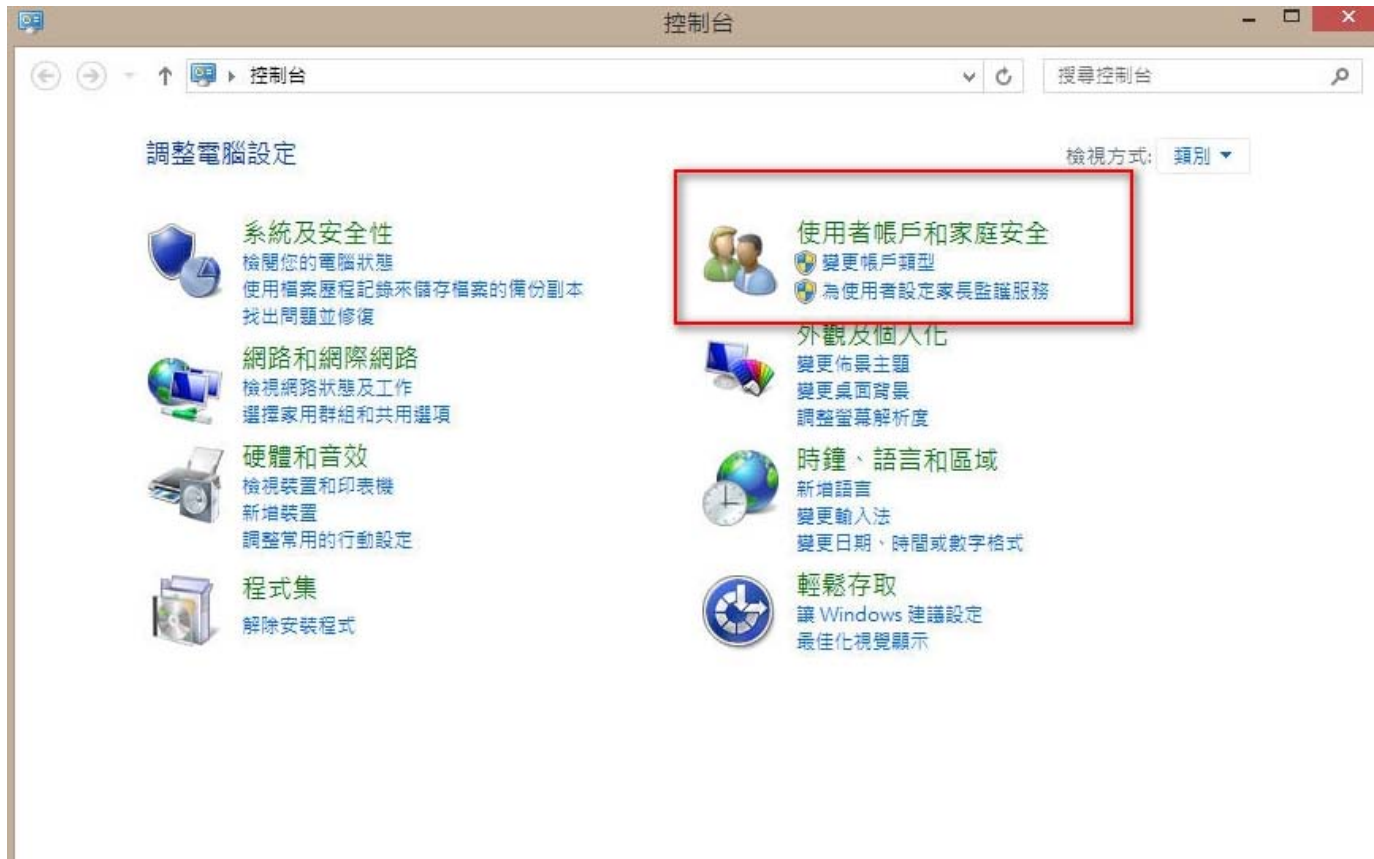 控制台
控制台
搜尋控制台
調整電腦設定
檢視方式: 類別
系統及安全性
檢閱您的電腦狀態
使用檔案歷程記錄來儲存檔案的備份副本
找出問題並修復
網路和網際網路
檢視網路狀態及工作
選擇家用群組和共用選項
硬體和音效
檢視裝置和印表機
新增裝置
調整常用的行動設定
程式集
解除安裝程式
使用者帳戶和家庭安全
變更帳戶類型
為使用者設定家長監護服務
外觀及個人化
變更佈景主題
變更桌面背景
調整螢幕解析度
時鐘、語言和區域
新增語言
變更輸入法
變更日期、時間或數字格式
輕鬆存取
讓 Windows 建議設定
最佳化視覺顯示